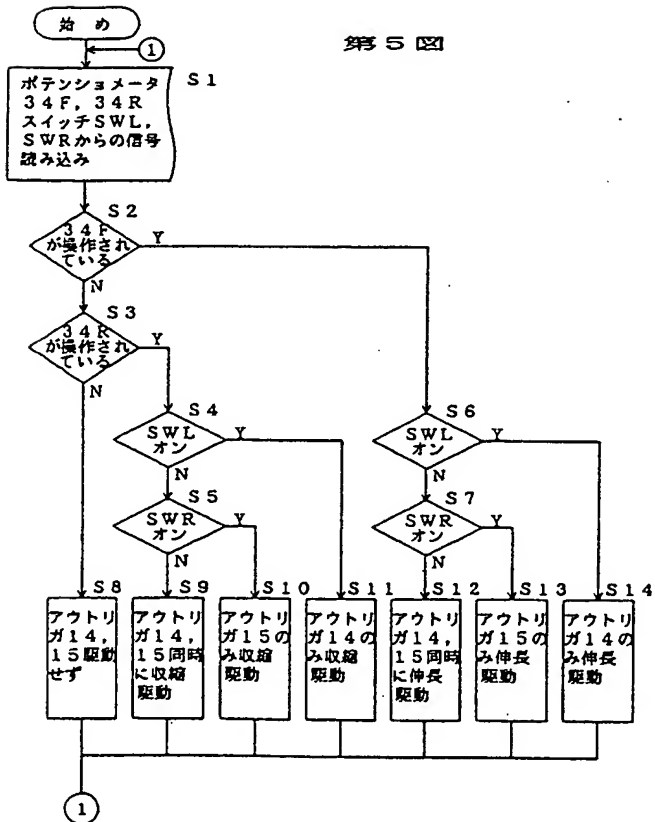 第5図
始め
1
S1
ポテンショメータ
34F，34R
スイッチSWL，
SWRからの信号
読み込み
S2
34F
が操作され
ている
Y
N
S3
34R
が操作され
ている
Y
N
S4
SWL
オン
Y
N
S5
SWR
オン
Y
N
S6
SWL
オン
Y
N
S7
SWR
オン
Y
N
S8
アウトリ
ガ14，
15駆動
せず
S9
アウトリ
ガ14，
15同時
に収縮
駆動
S10
アウトリ
ガ15の
み収縮
駆動
S11
アウトリ
ガ14の
み収縮
駆動
S12
アウトリ
ガ14，
15同時
に伸長
駆動
S13
アウトリ
ガ15の
み伸長
駆動
S14
アウトリ
ガ14の
み伸長
駆動
1